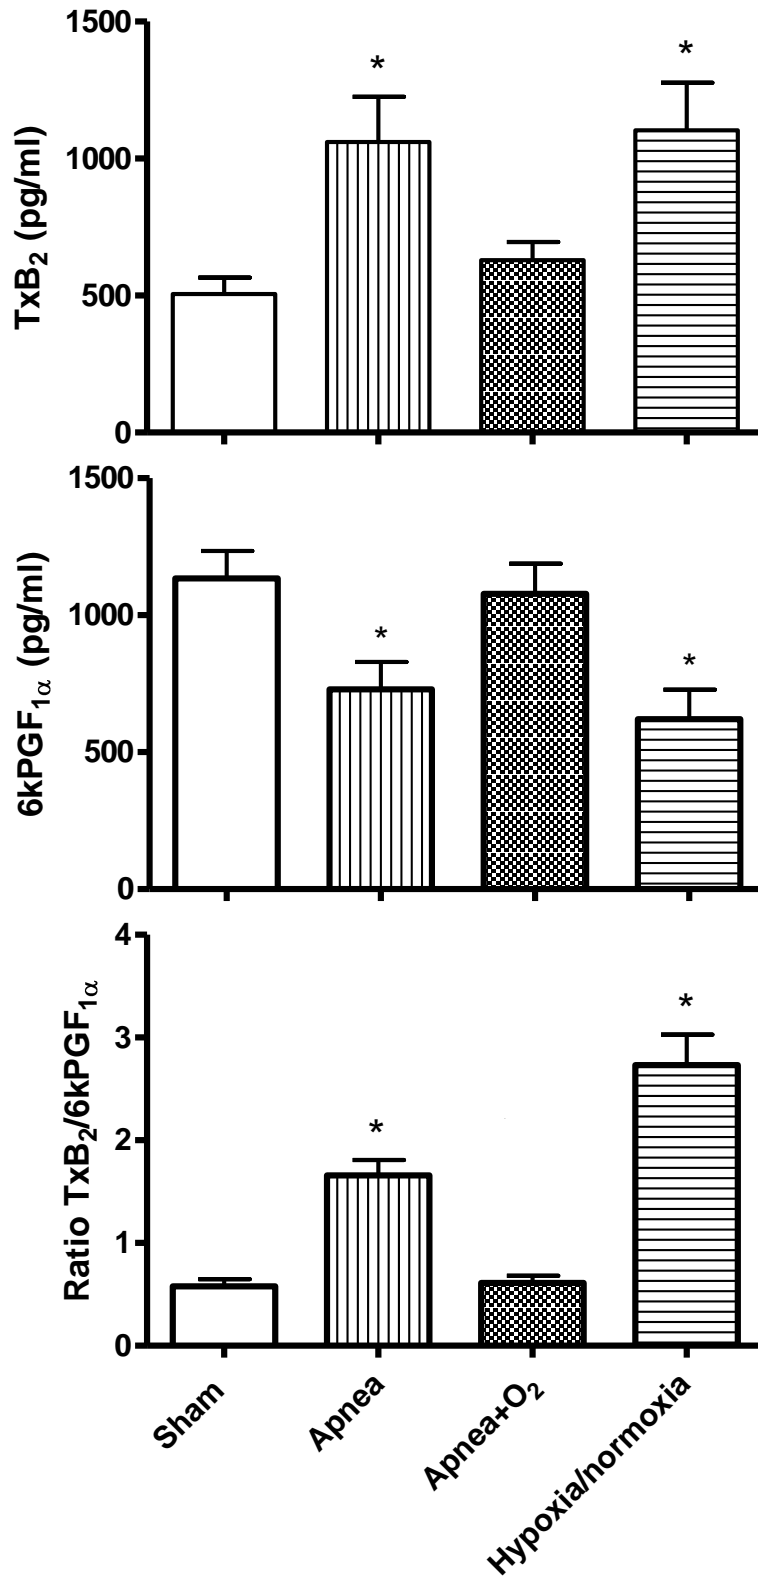 TxB₂ (pg/ml)
1500
*
*
1000
500
0
6kPGF₁α (pg/ml)
1500
1000
*
*
500
0
Ratio TxB₂/6kPGF₁α
4
*
3
*
2
1
0
Sham
Apnea
Apnea+O₂
Hypoxia/normoxia